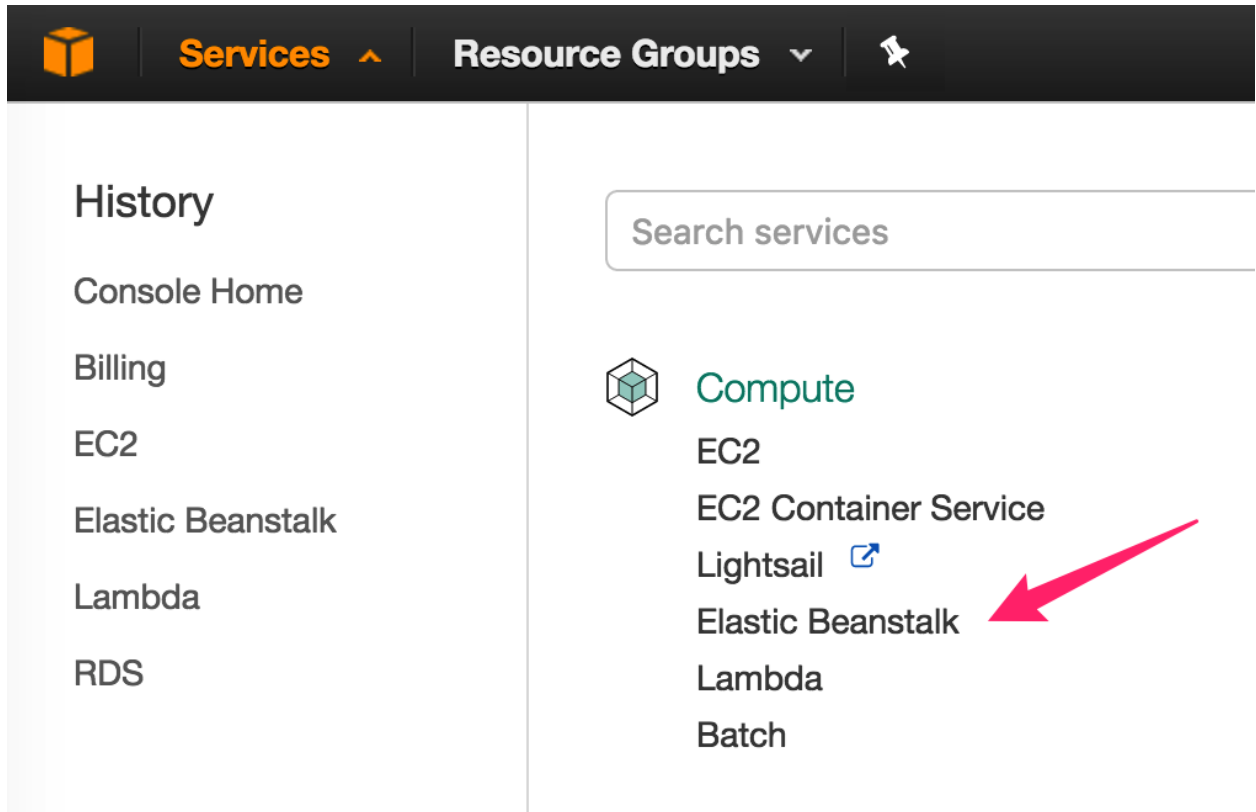 Services Resource Groups
History
Console Home
Billing
EC2
Elastic Beanstalk
Lambda
RDS
Search services
Compute
EC2
EC2 Container Service
Lightsail
Elastic Beanstalk
Lambda
Batch